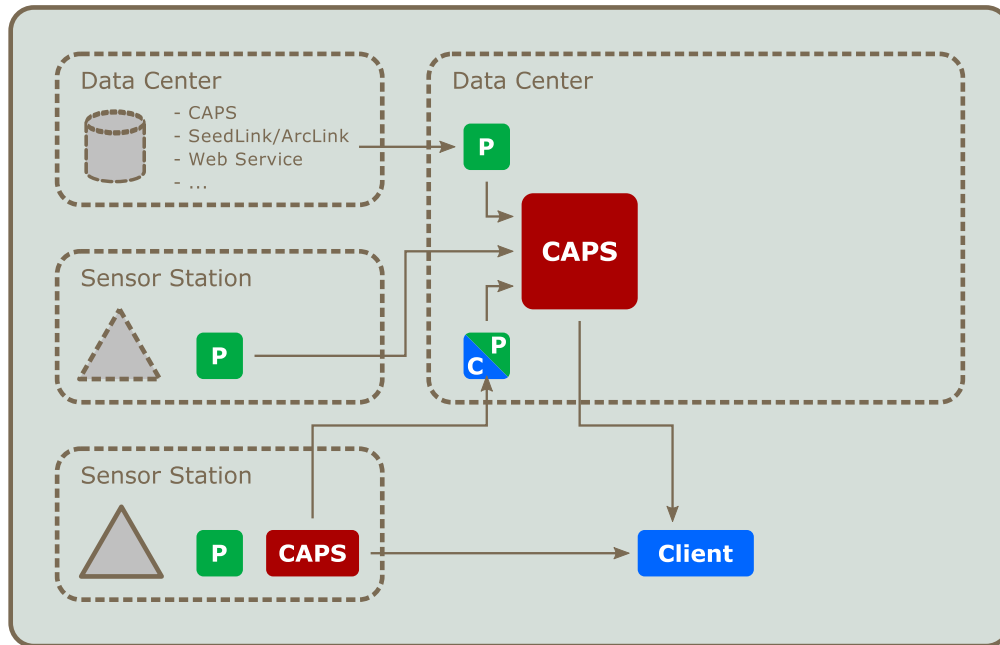 Data Center
- CAPS
- SeedLink/ArcLink
- Web Service
- ...
Data Center
P
CAPS
P
C
Sensor Station
P
Sensor Station
P
CAPS
Client